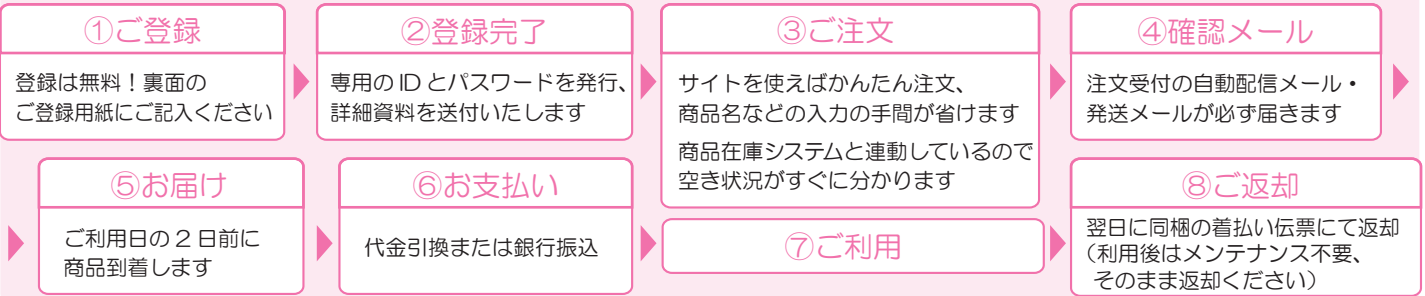 ①ご登録
登録は無料！裏面の
ご登録用紙にご記入ください
②登録完了
専用のIDとパスワードを発行、
詳細資料を送付いたします
③ご注文
サイトを使えばかんたん注文、
商品名などの入力の手間が省けます
商品在庫システムと連動しているので
空き状況がすぐに分かります
④確認メール
注文受付の自動配信メール・
発送メールが必ず届きます
⑤お届け
ご利用日の2日前に
商品到着します
⑥お支払い
代金引換または銀行振込
⑦ご利用
⑧ご返却
翌日に同梱の着払い伝票にて返却
（利用後はメンテナンス不要、
そのまま返却ください）